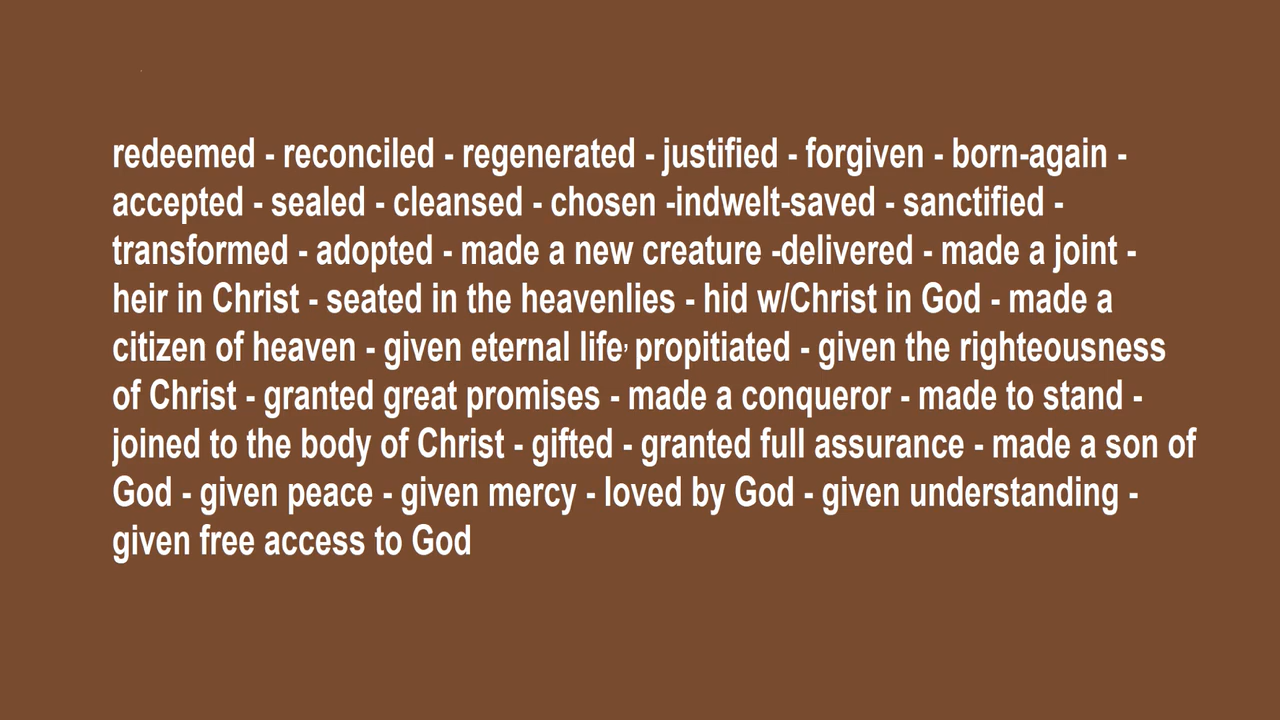 redeemed - reconciled - regenerated - justified - forgiven - born-again -
accepted - sealed - cleansed - chosen -indwelt-saved - sanctified -
transformed - adopted - made a new creature -delivered - made a joint -
heir in Christ - seated in the heavenlies - hid w/Christ in God - made a
citizen of heaven - given eternal life, propitiated - given the righteousness
of Christ - granted great promises - made a conqueror - made to stand -
joined to the body of Christ - gifted - granted full assurance - made a son of
God - given peace - given mercy - loved by God - given understanding -
given free access to God